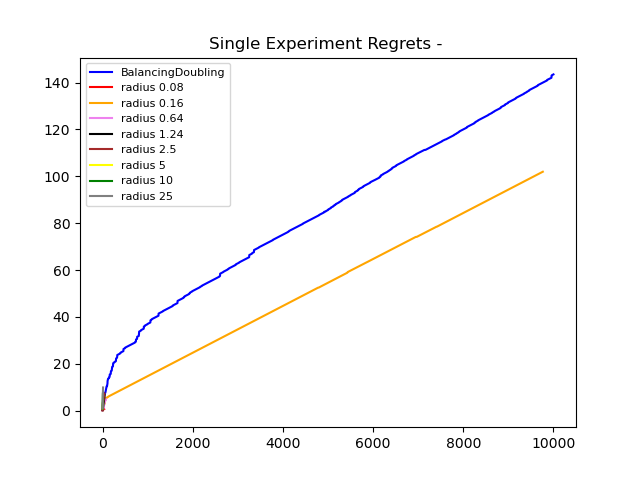 Single Experiment Regrets -
BalancingDoubling
radius 0.08
radius 0.16
radius 0.64
radius 1.24
radius 2.5
radius 5
radius 10
radius 25
140
120
100
80
60
40
20
0
0 2000 4000 6000 8000 10000